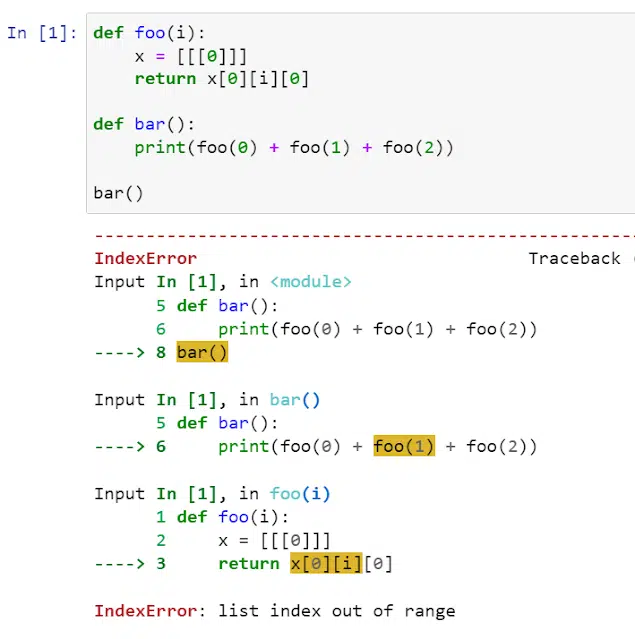 In [1]:
def foo(i):
    x = [[[0]]]
    return x[0][i][0]
def bar():
    print(foo(0) + foo(1) + foo(2))
bar()
IndexError Traceback (
Input In [1], in <module>
      5 def bar():
      6     print(foo(0) + foo(1) + foo(2))
----> 8 bar()
Input In [1], in bar()
      5 def bar():
----> 6     print(foo(0) + foo(1) + foo(2))
Input In [1], in foo(i)
      1 def foo(i):
      2     x = [[[0]]]
----> 3     return x[0][i][0]
IndexError: list index out of range